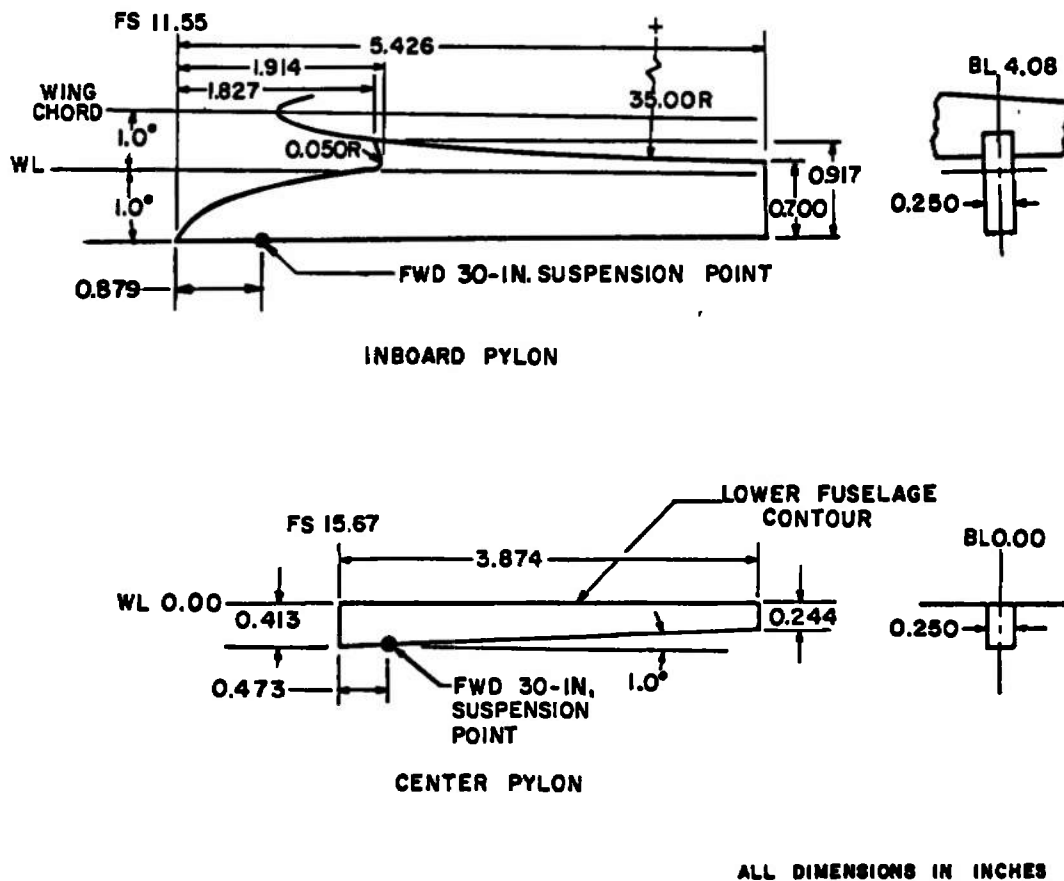 FS 11.55
5.426
1.914
1.827
WING
CHORD
1.0°
0.050R
35.00R
BL 4.08
WL
1.0°
0.917
0.700
0.250
FWD 30-IN. SUSPENSION POINT
0.879
INBOARD PYLON
LOWER FUSELAGE
CONTOUR
FS 15.67
3.874
BL0.00
WL 0.00
0.413
0.244
0.250
0.473
FWD 30-IN.
SUSPENSION
POINT
1.0°
CENTER PYLON
ALL DIMENSIONS IN INCHES